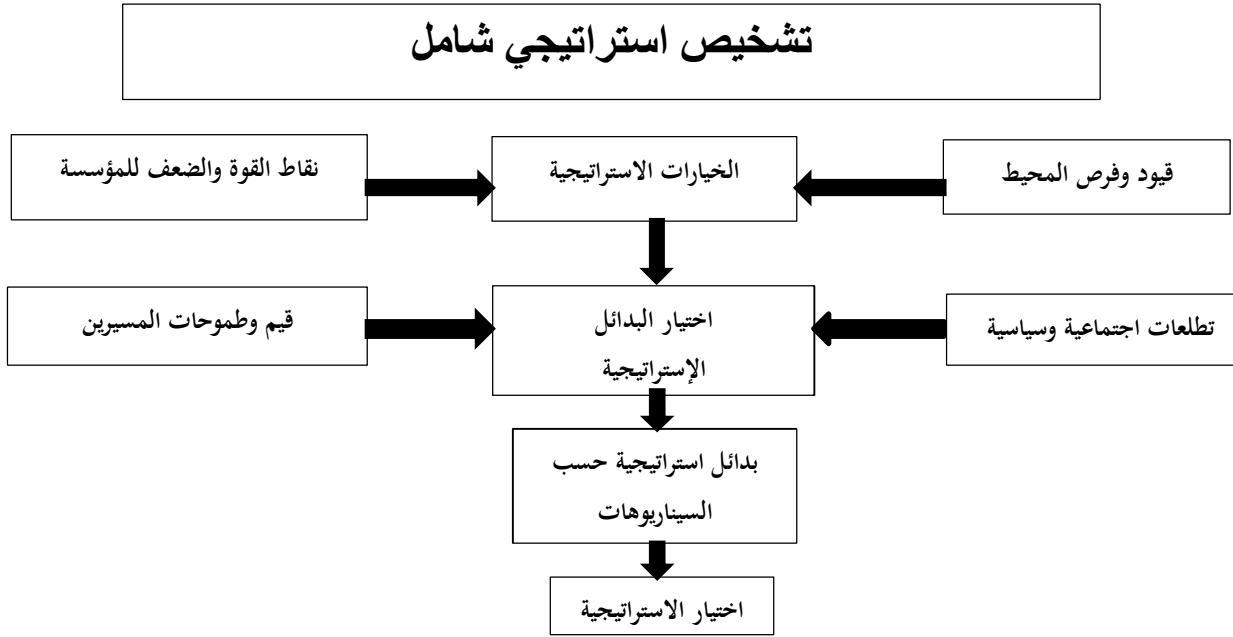 تشخيص استراتيجي شامل
قيود وفرص المحيط
الخيارات الاستراتيجية
نقاط القوة والضعف للمؤسسة
تطلعات اجتماعية وسياسية
اختيار البدائل
الإستراتيجية
قيم وطموحات المسيرين
بدائل استراتيجية حسب
السيناريوهات
اختيار الاستراتيجية